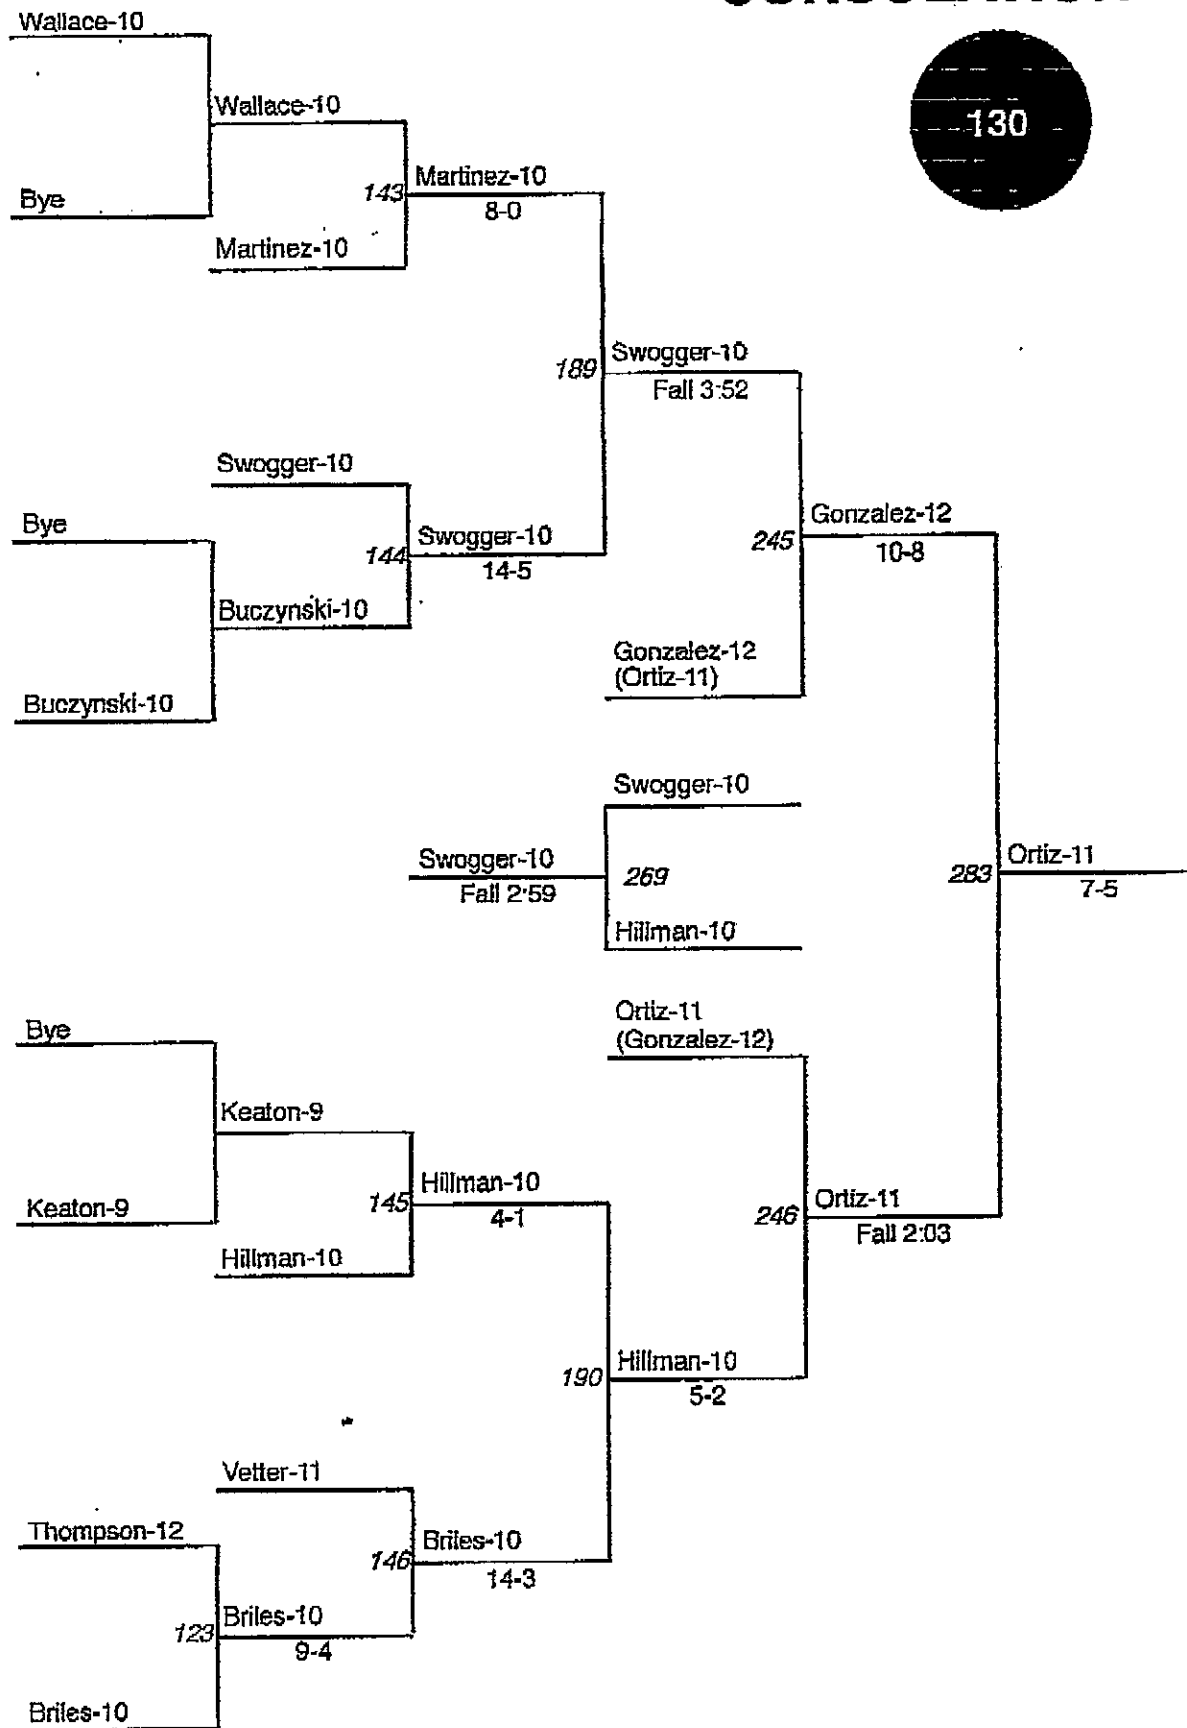 Wallace-10
130
Wallace-10
Martinez-10
143
8-0
Bye
Martinez-10
Swogger-10
189
Fall 3:52
Swogger-10
Gonzalez-12
Bye
Swogger-10
245
10-8
144
14-5
Buczynski-10
Gonzalez-12
(Ortiz-11)
Buczynski-10
Swogger-10
Swogger-10
269
283
Ortiz-11
Fall 2:59
7-5
Hillman-10
Ortiz-11
(Gonzalez-12)
Bye
Keaton-9
Hillman-10
Keaton-9
145
4-1
246
Ortiz-11
Fall 2:03
Hillman-10
190
Hillman-10
5-2
Vetter-11
Thompson-12
Briles-10
146
14-3
Briles-10
123
9-4
Briles-10